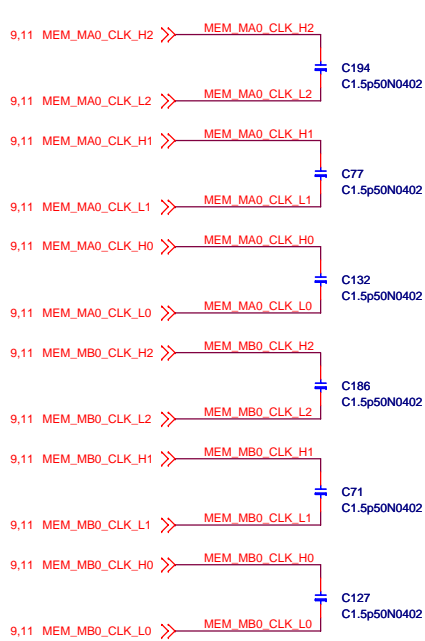 9,11 MEM_MA0_CLK_H2 MEM_MA0_CLK_H2
C194
C1.5p50N0402
9,11 MEM_MA0_CLK_L2 MEM_MA0_CLK_L2
9,11 MEM_MA0_CLK_H1 MEM_MA0_CLK_H1
C77
C1.5p50N0402
9,11 MEM_MA0_CLK_L1 MEM_MA0_CLK_L1
9,11 MEM_MA0_CLK_H0 MEM_MA0_CLK_H0
C132
C1.5p50N0402
9,11 MEM_MA0_CLK_L0 MEM_MA0_CLK_L0
9,11 MEM_MB0_CLK_H2 MEM_MB0_CLK_H2
C186
C1.5p50N0402
9,11 MEM_MB0_CLK_L2 MEM_MB0_CLK_L2
9,11 MEM_MB0_CLK_H1 MEM_MB0_CLK_H1
C71
C1.5p50N0402
9,11 MEM_MB0_CLK_L1 MEM_MB0_CLK_L1
9,11 MEM_MB0_CLK_H0 MEM_MB0_CLK_H0
C127
C1.5p50N0402
9,11 MEM_MB0_CLK_L0 MEM_MB0_CLK_L0